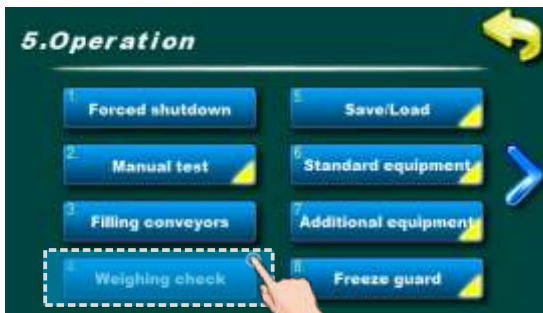 5.Operation
1. Forced shutdown
5. Save/Load
2. Manual test
6. Standard equipment
3. Filling conveyors
7. Additional equipment
4. Weighing check
8. Freeze guard